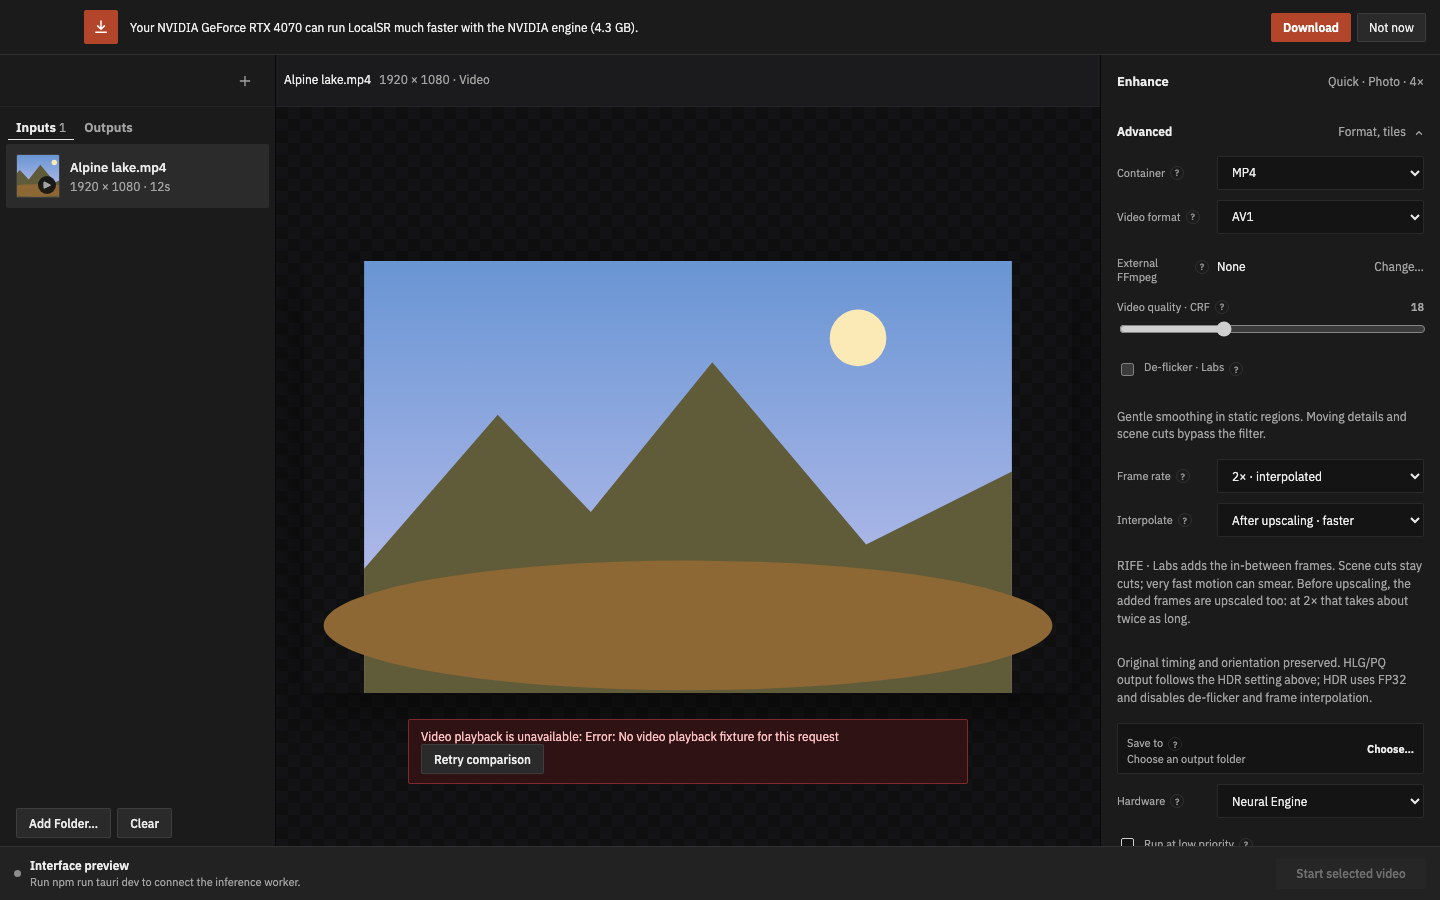 Your NVIDIA GeForce RTX 4070 can run LocalSR much faster with the NVIDIA engine (4.3 GB).
Download
Not now
+
Inputs 1
Outputs
Alpine lake.mp4
1920 × 1080 · 12s
Add Folder...
Clear
Alpine lake.mp4 1920 × 1080 · Video
Video playback is unavailable: Error: No video playback fixture for this request
Retry comparison
Enhance
Quick · Photo · 4×
Advanced
Format, tiles
Container ?
MP4
Video format ?
AV1
External
FFmpeg
? None
Change...
Video quality · CRF ?
18
De-flicker · Labs ?
Gentle smoothing in static regions. Moving details and
scene cuts bypass the filter.
Frame rate ?
2× · interpolated
Interpolate ?
After upscaling · faster
RIFE · Labs adds the in-between frames. Scene cuts stay
cuts; very fast motion can smear. Before upscaling, the
added frames are upscaled too: at 2× that takes about
twice as long.
Original timing and orientation preserved. HLG/PQ
output follows the HDR setting above; HDR uses FP32
and disables de-flicker and frame interpolation.
Save to ?
Choose an output folder
Choose...
Hardware ?
Neural Engine
Run at low priority ?
Interface preview
Run npm run tauri dev to connect the inference worker.
Start selected video